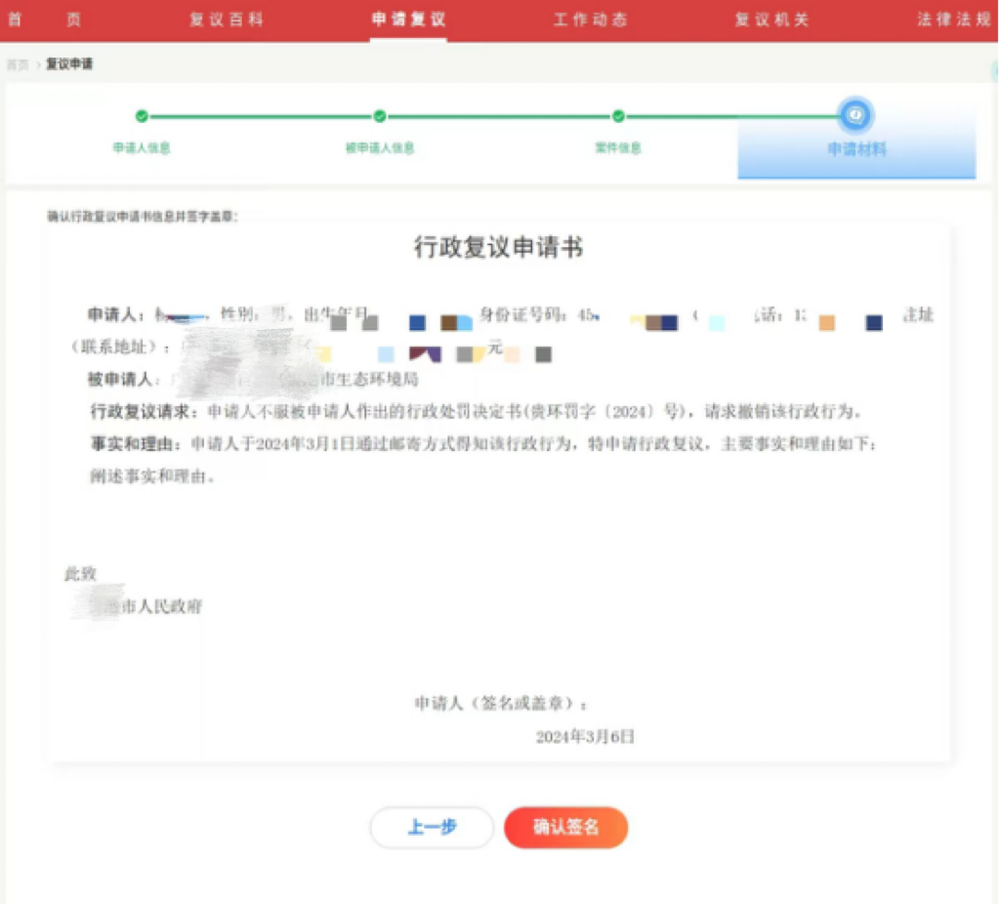 首 页 复议百科 申请复议 工作动态 复议机关 法律法规
首页 › 复议申请
申请人信息 被申请人信息 案件信息 申请材料
确认行政复议申请书信息并签字盖章:
行政复议申请书
申请人: 性别: 男, 出生年月 身份证号码: 45 话: 13 住址
(联系地址): 元
被申请人: 市生态环境局
行政复议请求: 申请人不服被申请人作出的行政处罚决定书(贵环罚字〔2024〕号), 请求撤销该行政行为。
事实和理由: 申请人于2024年3月1日通过邮寄方式得知该行政行为, 特申请行政复议, 主要事实和理由如下:
阐述事实和理由。
此致
市人民政府
申请人(签名或盖章):
2024年3月6日
上一步 确认签名